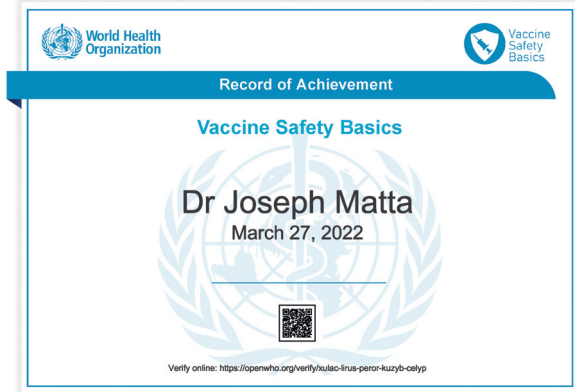 World Health
Organization
Vaccine
Safety
Basics
Record of Achievement
Vaccine Safety Basics
Dr Joseph Matta
March 27, 2022
Verify online: https://openwho.org/verify/xulac-lirus-peror-kuzyb-celyp